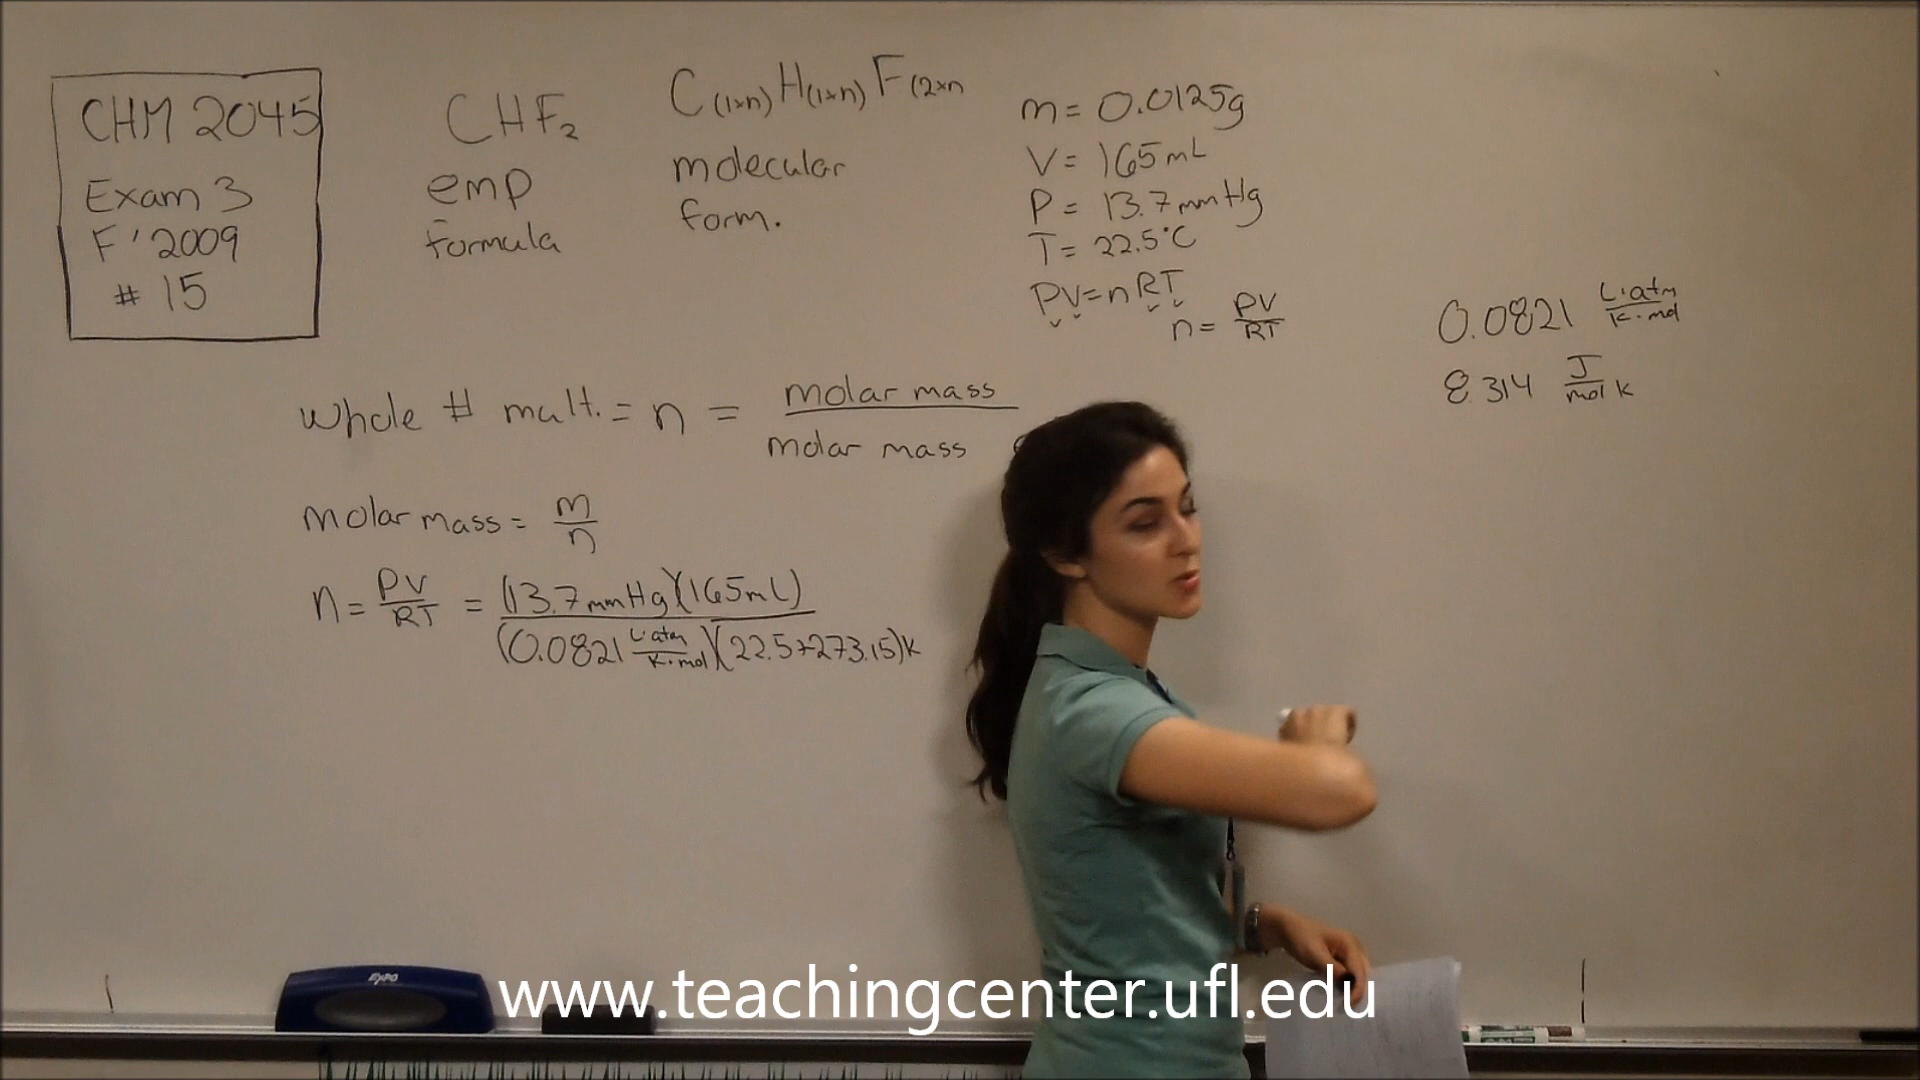 CHM 2045
Exam 3
F '2009
# 15
CHF₂
emp
formula
C(1×n)H(1×n)F(2×n
molecular
form.
m= 0.0125g
V= 165mL
P= 13.7mmHg
T= 22.5°C
PV=nRT
n= PV/RT
0.0821 L·atm/K·mol
8.314 J/mol K
whole # mult. = n = molar mass/molar mass
molar mass= m/n
n= PV/RT = (13.7mmHg)(165mL)/(0.0821 L·atm/K·mol)(22.5+273.15)K
EXPO
www.teachingcenter.ufl.edu